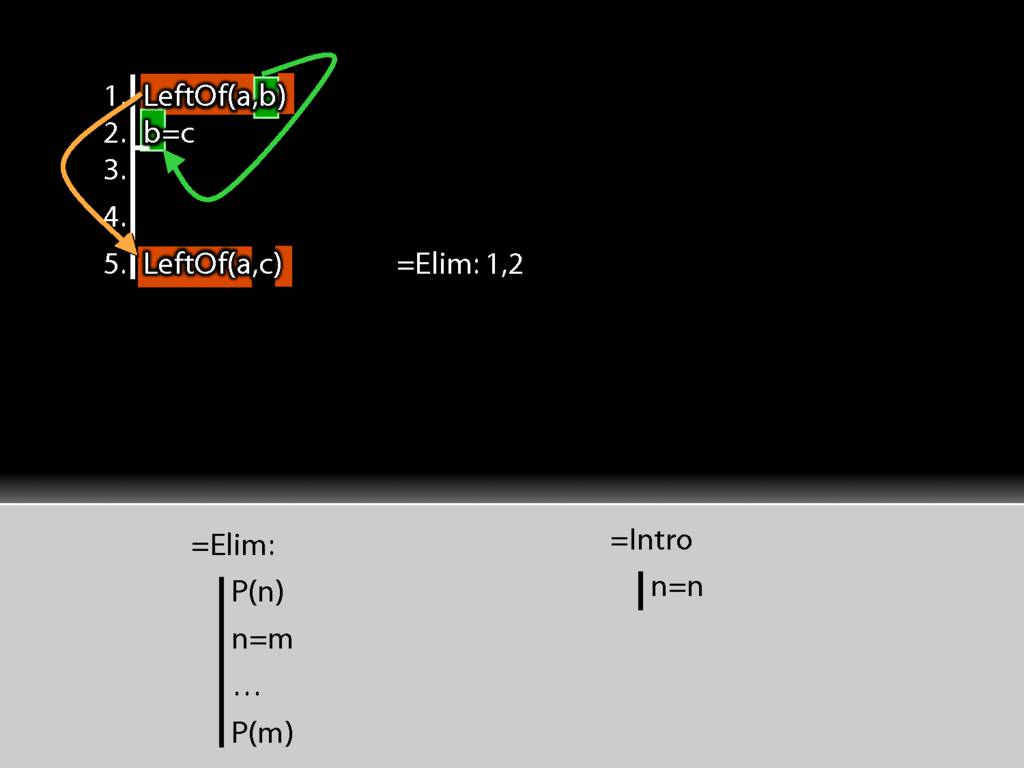 1. LeftOf(a,b)
2. b=c
3.
4.
5. LeftOf(a,c) =Elim: 1,2
=Elim:
P(n)
n=m
…
P(m)
=Intro
n=n